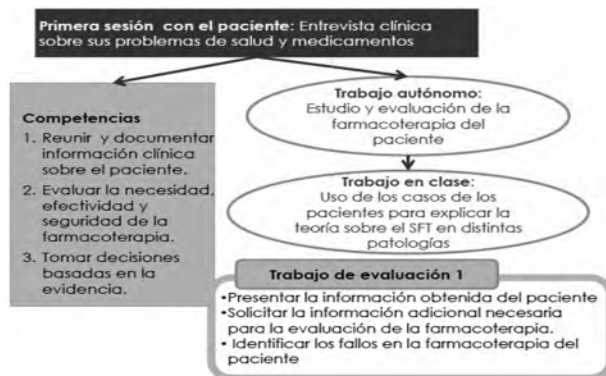 Primera sesión con el paciente: Entrevista clínica
sobre sus problemas de salud y medicamentos
Competencias
1. Reunir y documentar
información clínica
sobre el paciente.
2. Evaluar la necesidad,
efectividad y
seguridad de la
farmacoterapia.
3. Tomar decisiones
basadas en la
evidencia.
Trabajo autónomo:
Estudio y evaluación de la
farmacoterapia del
paciente
Trabajo en clase:
Uso de los casos de los
pacientes para explicar la
teoría sobre el SFT en distintas
patologías
Trabajo de evaluación 1
•Presentar la información obtenida del paciente
•Solicitar la información adicional necesaria
para la evaluación de la farmacoterapia.
• Identificar los fallos en la farmacoterapia del
paciente